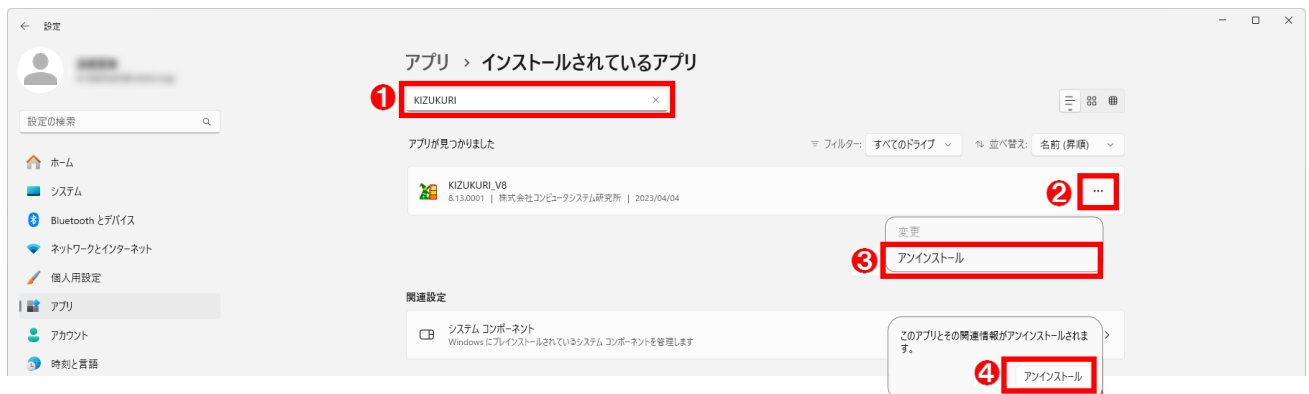 設定
アプリ › インストールされているアプリ
❶
KIZUKURI
設定の検索
アプリが見つかりました
フィルター: すべてのドライブ
並べ替え: 名前 (昇順)
ホーム
システム
Bluetooth とデバイス
ネットワークとインターネット
個人用設定
アプリ
アカウント
時刻と言語
KIZUKURI_V8
8.13.0001 | 株式会社コンピュータシステム研究所 | 2023/04/04
❷ …
変更
❸ アンインストール
関連設定
システム コンポーネント
Windows にプレインストールされているシステム コンポーネントを管理します
このアプリとその関連情報がアンインストールされま
す。
❹ アンインストール